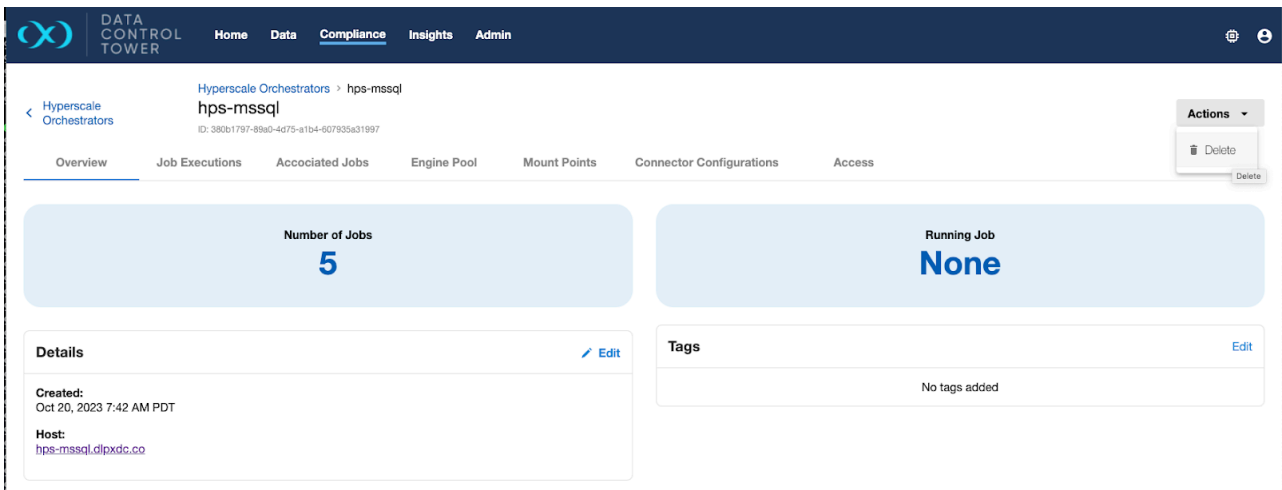 DATA
CONTROL
TOWER
Home Data Compliance Insights Admin
Hyperscale Orchestrators > hps-mssql
Hyperscale
Orchestrators
hps-mssql
ID: 380b1797-89a0-4d75-a1b4-607935a31997
Actions
Delete
Delete
Overview Job Executions Accociated Jobs Engine Pool Mount Points Connector Configurations Access
Number of Jobs
5
Running Job
None
Details
Edit
Created:
Oct 20, 2023 7:42 AM PDT
Host:
hps-mssql.dlpxdc.co
Tags
Edit
No tags added